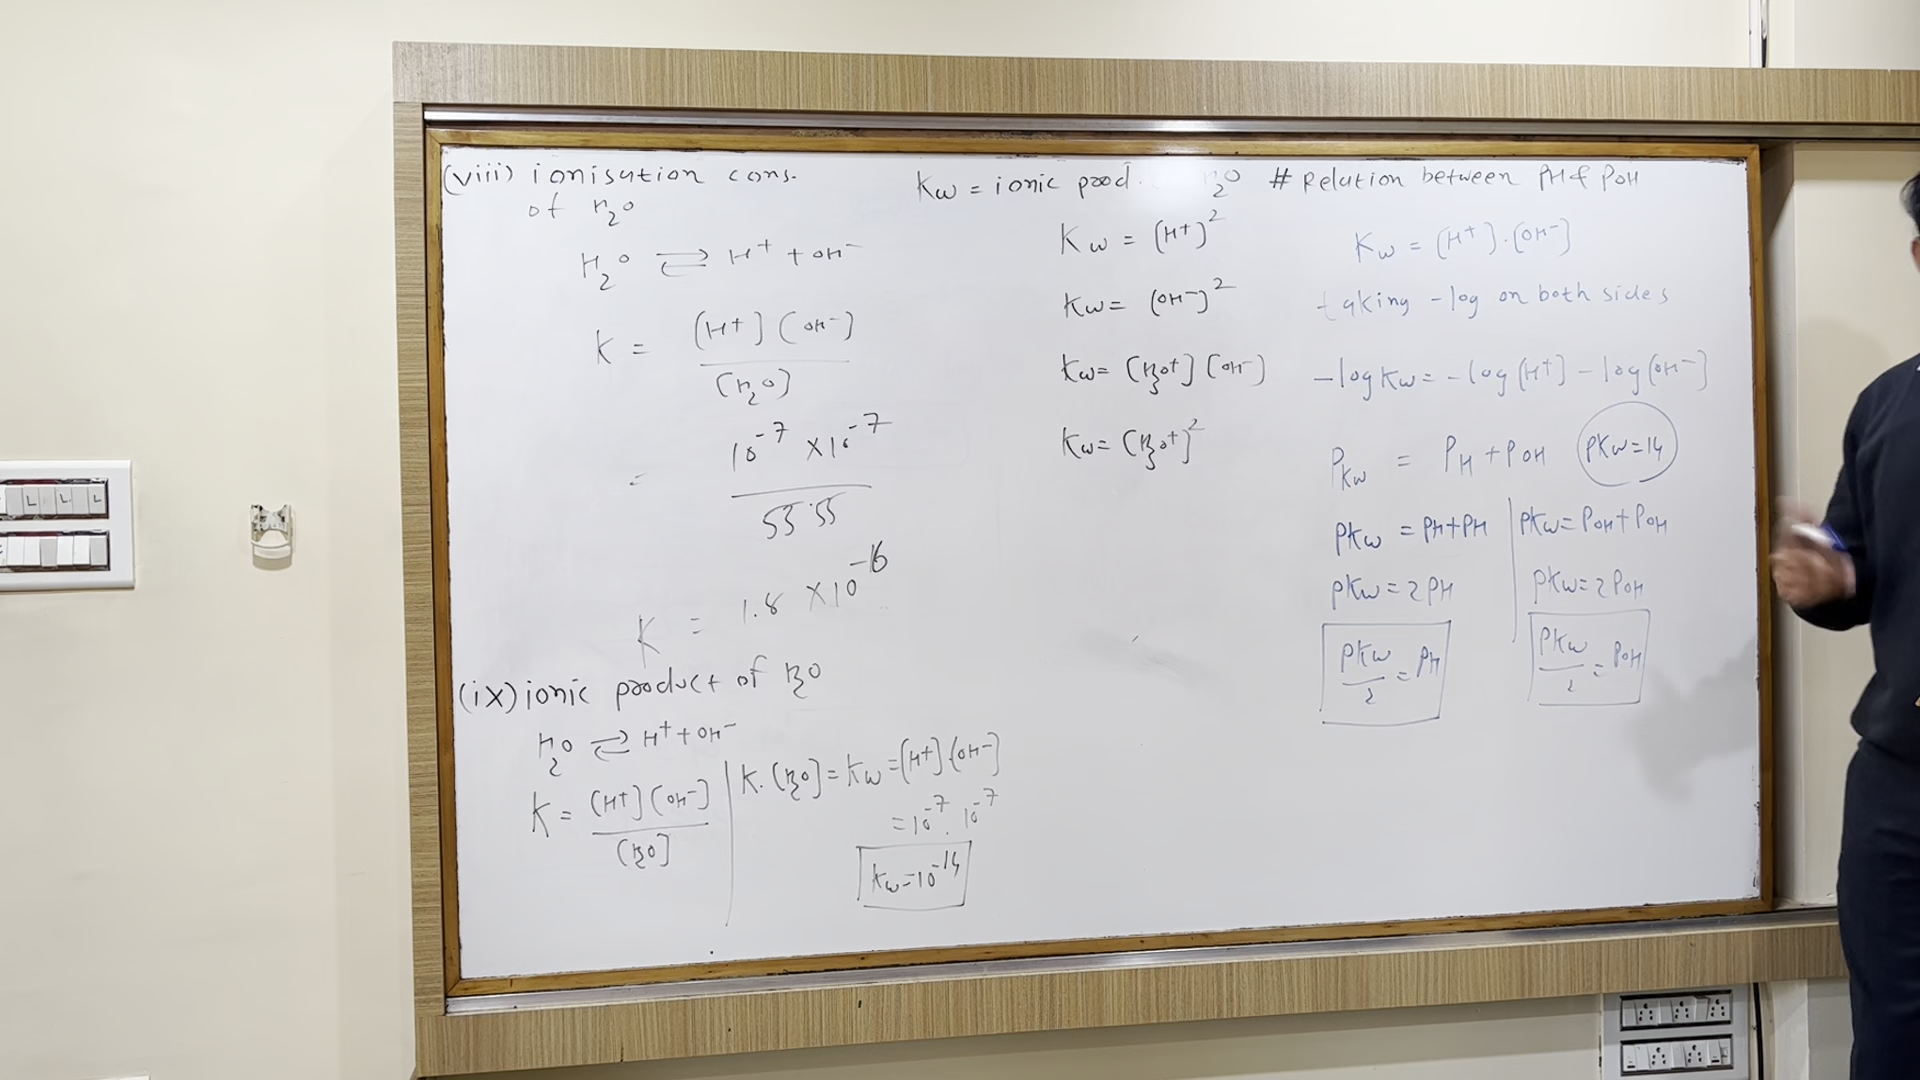 (viii) ionisation cons.
of H₂O
H₂O ⇌ H⁺ + OH⁻
K = [H⁺] [OH⁻] / [H₂O]
= 10⁻⁷ × 10⁻⁷ / 55.55
K = 1.8 × 10⁻¹⁶
(ix) ionic product of H₂O
H₂O ⇌ H⁺ + OH⁻
K = [H⁺] [OH⁻] / [H₂O]
K. [H₂O] = Kw = [H⁺].[OH⁻]
= 10⁻⁷ . 10⁻⁷
Kw = 10⁻¹⁴
Kw = ionic prod. H₂O
Kw = [H⁺]²
Kw = [OH⁻]²
Kw = [H₃O⁺] [OH⁻]
Kw = [H₃O⁺]²
# Relation between PH & POH
Kw = [H⁺].[OH⁻]
taking -log on both sides
-log Kw = -log [H⁺] - log [OH⁻]
PKw = PH + POH
PKw = 14
PKw = PH + PH
PKw = 2PH
PKw / 2 = PH
PKw = POH + POH
PKw = 2POH
PKw / 2 = POH